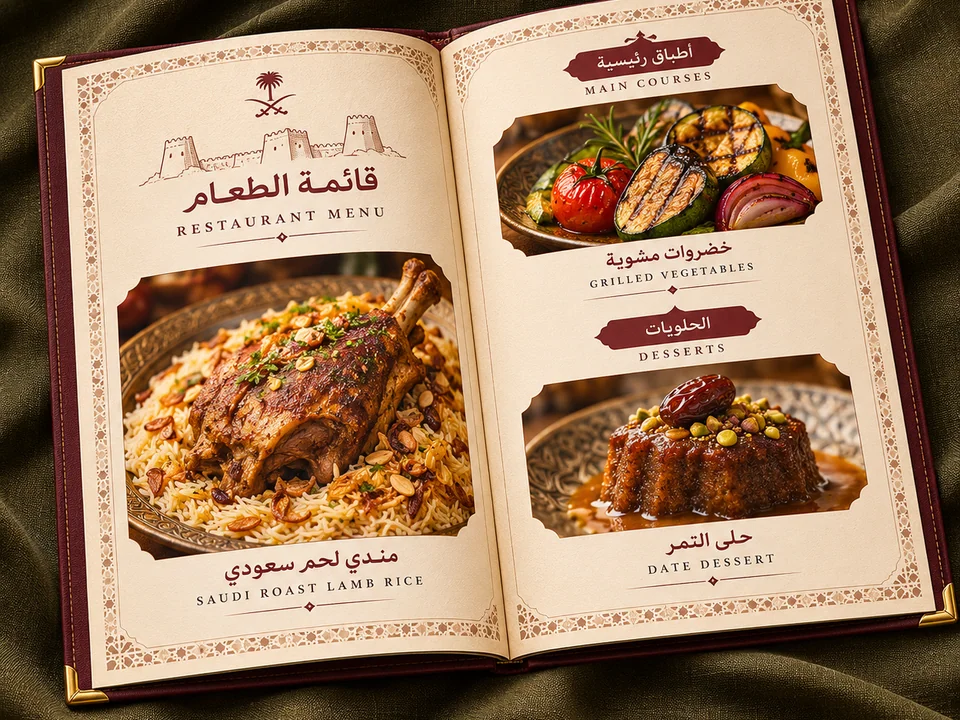 قائمة الطعام
RESTAURANT MENU
مندي لحم سعودي
SAUDI ROAST LAMB RICE
أطباق رئيسية
MAIN COURSES
خضروات مشوية
GRILLED VEGETABLES
الحلويات
DESSERTS
حلى التمر
DATE DESSERT